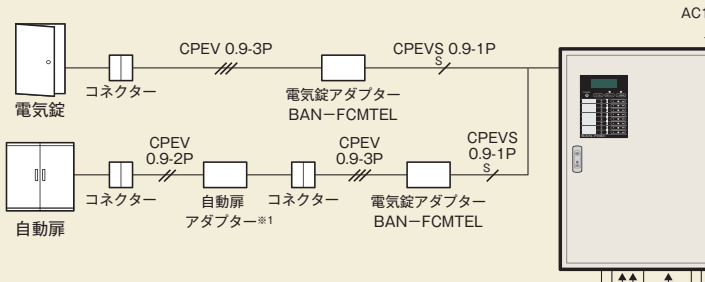 AC1
CPEV 0.9-3P
CPEVS 0.9-1P
S
コネクター
電気錠
電気錠アダプター
BAN−FCMTEL
CPEV
0.9-2P
CPEV
0.9-3P
CPEVS
0.9-1P
S
コネクター
自動扉
アダプター※1
コネクター
電気錠アダプター
BAN−FCMTEL
自動扉